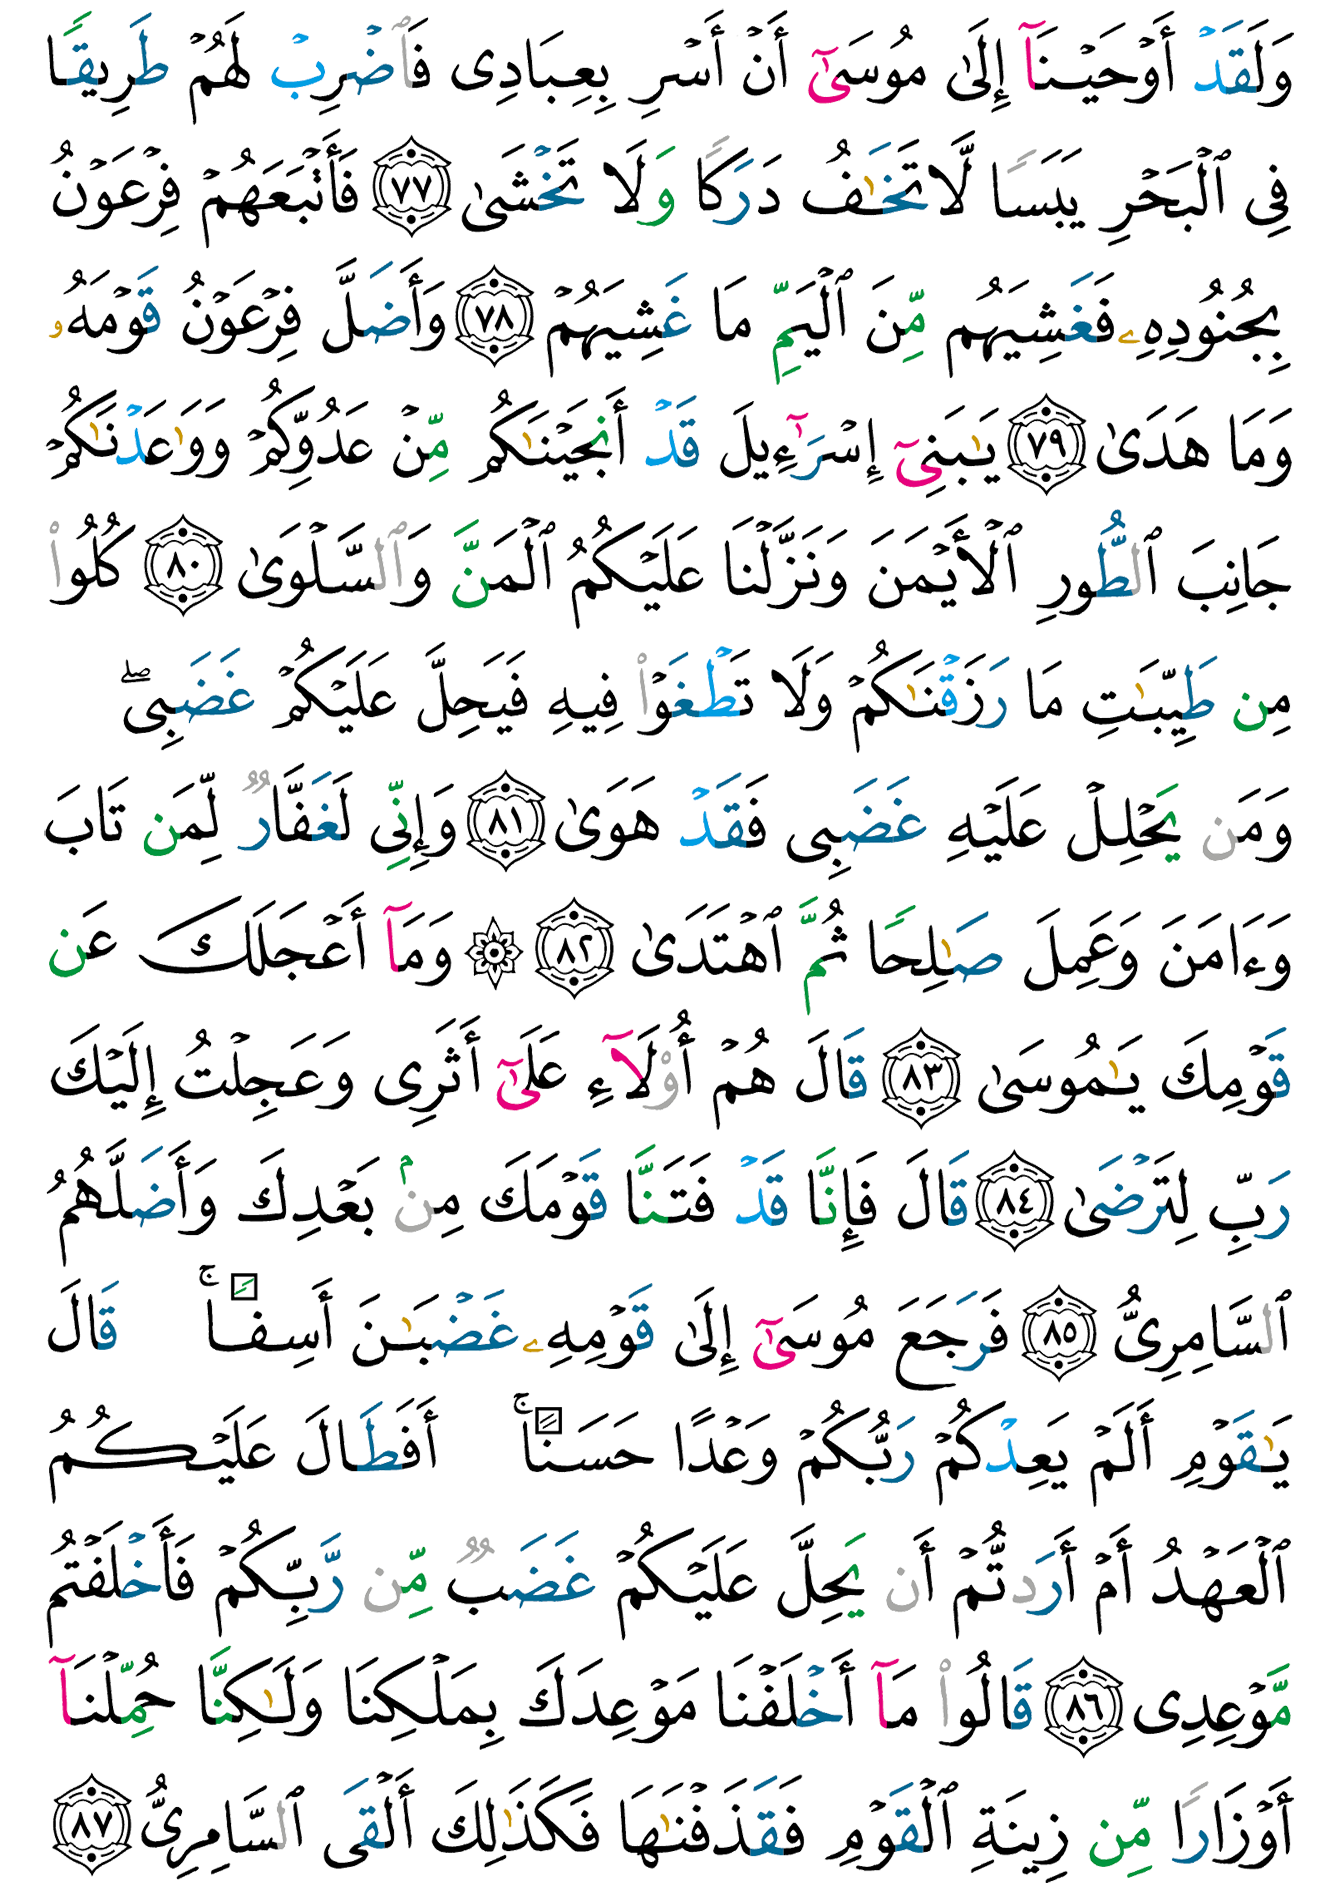 وَلَقَدْ أَوْحَيْنَآ إِلَىٰ مُوسَىٰٓ أَنْ أَسْرِ بِعِبَادِى فَٱضْرِبْ لَهُمْ طَرِيقًا
فِى ٱلْبَحْرِ يَبَسًا لَّا تَخَـٰفُ دَرَكًا وَلَا تَخْشَىٰ ٧٧ فَأَتْبَعَهُمْ فِرْعَوْنُ
بِجُنُودِهِۦ فَغَشِيَهُم مِّنَ ٱلْيَمِّ مَا غَشِيَهُمْ ٧٨ وَأَضَلَّ فِرْعَوْنُ قَوْمَهُۥ
وَمَا هَدَىٰ ٧٩ يَـٰبَنِىٓ إِسْرَٰٓءِيلَ قَدْ أَنجَيْنَـٰكُم مِّنْ عَدُوِّكُمْ وَوَٰعَدْنَـٰكُمْ
جَانِبَ ٱلطُّورِ ٱلْأَيْمَنَ وَنَزَّلْنَا عَلَيْكُمُ ٱلْمَنَّ وَٱلسَّلْوَىٰ ٨٠ كُلُوا۟
مِن طَيِّبَـٰتِ مَا رَزَقْنَـٰكُمْ وَلَا تَطْغَوْا۟ فِيهِ فَيَحِلَّ عَلَيْكُمْ غَضَبِى ۖ
وَمَن يَحْلِلْ عَلَيْهِ غَضَبِى فَقَدْ هَوَىٰ ٨١ وَإِنِّى لَغَفَّارٌ لِّمَن تَابَ
وَءَامَنَ وَعَمِلَ صَـٰلِحًا ثُمَّ ٱهْتَدَىٰ ٨٢ ۞ وَمَآ أَعْجَلَكَ عَن
قَوْمِكَ يَـٰمُوسَىٰ ٨٣ قَالَ هُمْ أُو۟لَآءِ عَلَىٰٓ أَثَرِى وَعَجِلْتُ إِلَيْكَ
رَبِّ لِتَرْضَىٰ ٨٤ قَالَ فَإِنَّا قَدْ فَتَنَّا قَوْمَكَ مِنۢ بَعْدِكَ وَأَضَلَّهُمُ
ٱلسَّامِرِىُّ ٨٥ فَرَجَعَ مُوسَىٰٓ إِلَىٰ قَوْمِهِۦ غَضْبَـٰنَ أَسِفًا ۚ قَالَ
يَـٰقَوْمِ أَلَمْ يَعِدْكُمْ رَبُّكُمْ وَعْدًا حَسَنًا ۚ أَفَطَالَ عَلَيْكُمُ
ٱلْعَهْدُ أَمْ أَرَدتُّمْ أَن يَحِلَّ عَلَيْكُمْ غَضَبٌ مِّن رَّبِّكُمْ فَأَخْلَفْتُم
مَّوْعِدِى ٨٦ قَالُوا۟ مَآ أَخْلَفْنَا مَوْعِدَكَ بِمَلْكِنَا وَلَـٰكِنَّا حُمِّلْنَآ
أَوْزَارًا مِّن زِينَةِ ٱلْقَوْمِ فَقَذَفْنَـٰهَا فَكَذَٰلِكَ أَلْقَى ٱلسَّامِرِىُّ ٨٧